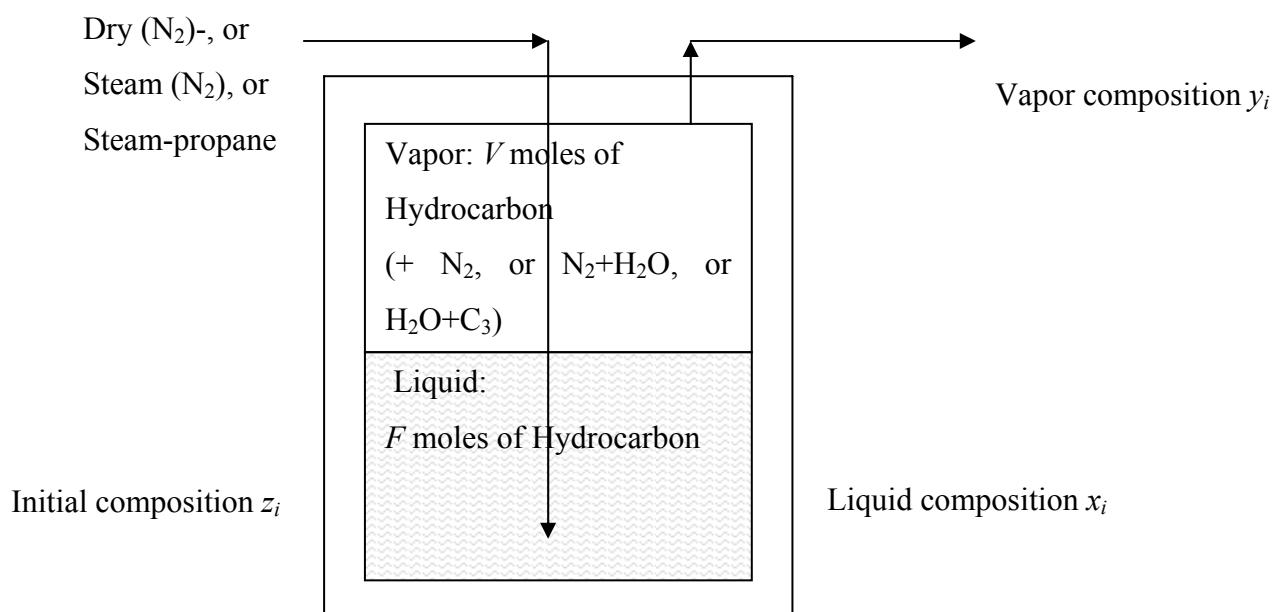 Dry (N₂)-, or
Steam (N₂), or
Steam-propane
Vapor composition yᵢ
Vapor: V moles of
Hydrocarbon
(+ N₂, or N₂+H₂O, or
H₂O+C₃)
Liquid:
F moles of Hydrocarbon
Initial composition zᵢ
Liquid composition xᵢ